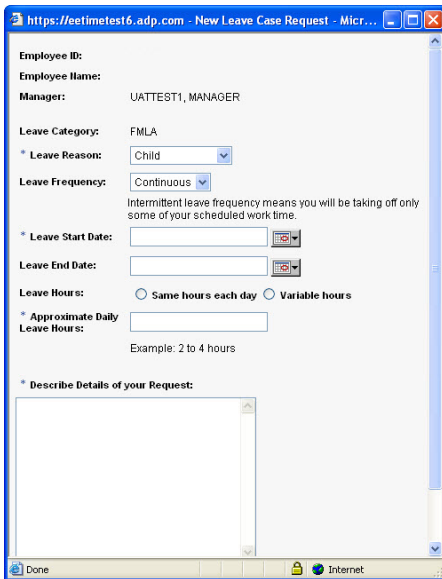 https://eetimetest6.adp.com - New Leave Case Request - Micr...
Employee ID:
Employee Name:
Manager: UATTEST1, MANAGER
Leave Category: FMLA
* Leave Reason: Child
Leave Frequency: Continuous
Intermittent leave frequency means you will be taking off only
some of your scheduled work time.
* Leave Start Date:
Leave End Date:
Leave Hours: Same hours each day Variable hours
* Approximate Daily
Leave Hours:
Example: 2 to 4 hours
* Describe Details of your Request:
Done Internet